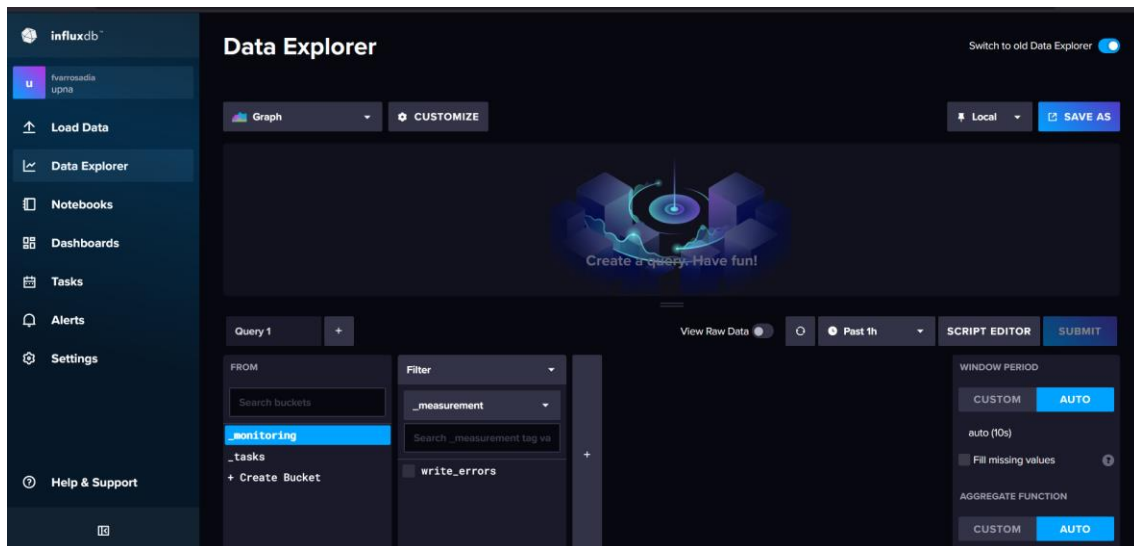 influxdb™
u
fvarrosadia
upna
Load Data
Data Explorer
Notebooks
Dashboards
Tasks
Alerts
Settings
Help & Support
Data Explorer
Switch to old Data Explorer
Graph
CUSTOMIZE
Local
SAVE AS
Create a query. Have fun!
Query 1
+
View Raw Data
Past 1h
SCRIPT EDITOR
SUBMIT
FROM
Search buckets
_monitoring
_tasks
+ Create Bucket
Filter
_measurement
Search _measurement tag va
write_errors
+
WINDOW PERIOD
CUSTOM
AUTO
auto (10s)
Fill missing values
?
AGGREGATE FUNCTION
CUSTOM
AUTO